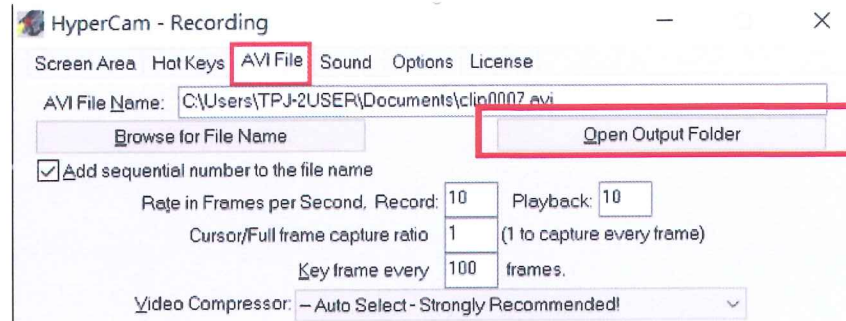 HyperCam - Recording
Screen Area Hot Keys AVI File Sound Options License
AVI File Name: C:\Users\TPJ-2USER\Documents\clip0007.avi
Browse for File Name Open Output Folder
Add sequential number to the file name
Rate in Frames per Second, Record: 10 Playback: 10
Cursor/Full frame capture ratio 1 (1 to capture every frame)
Key frame every 100 frames.
Video Compressor: -- Auto Select - Strongly Recommended!